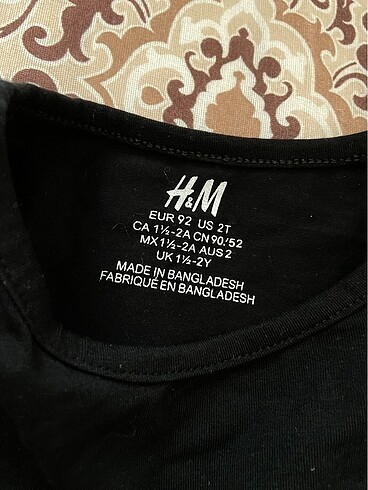 H&M
EUR 92 US 2T
CA 1½-2A CN 90/52
MX 1½-2A AUS 2
UK 1½-2Y
MADE IN BANGLADESH
FABRIQUÉ EN BANGLADESH